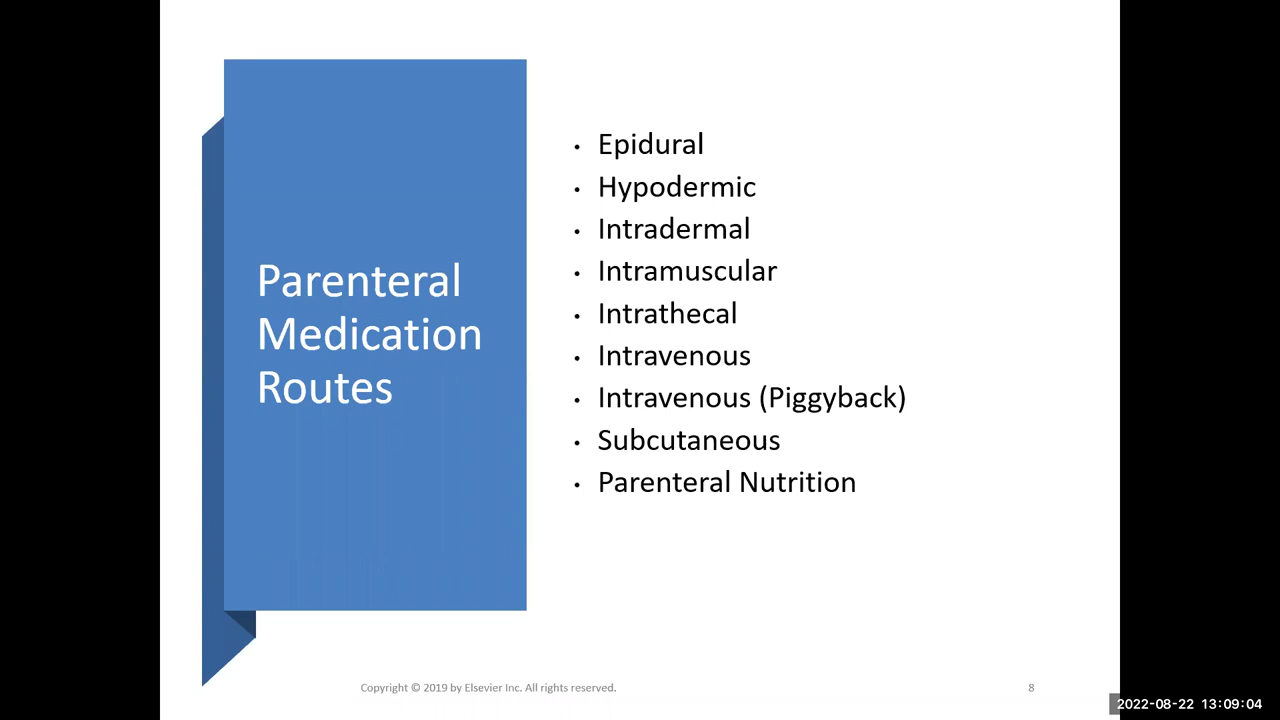 Parenteral
Medication
Routes
• Epidural
• Hypodermic
• Intradermal
• Intramuscular
• Intrathecal
• Intravenous
• Intravenous (Piggyback)
• Subcutaneous
• Parenteral Nutrition
Copyright © 2019 by Elsevier Inc. All rights reserved.
8
2022-08-22 13:09:04